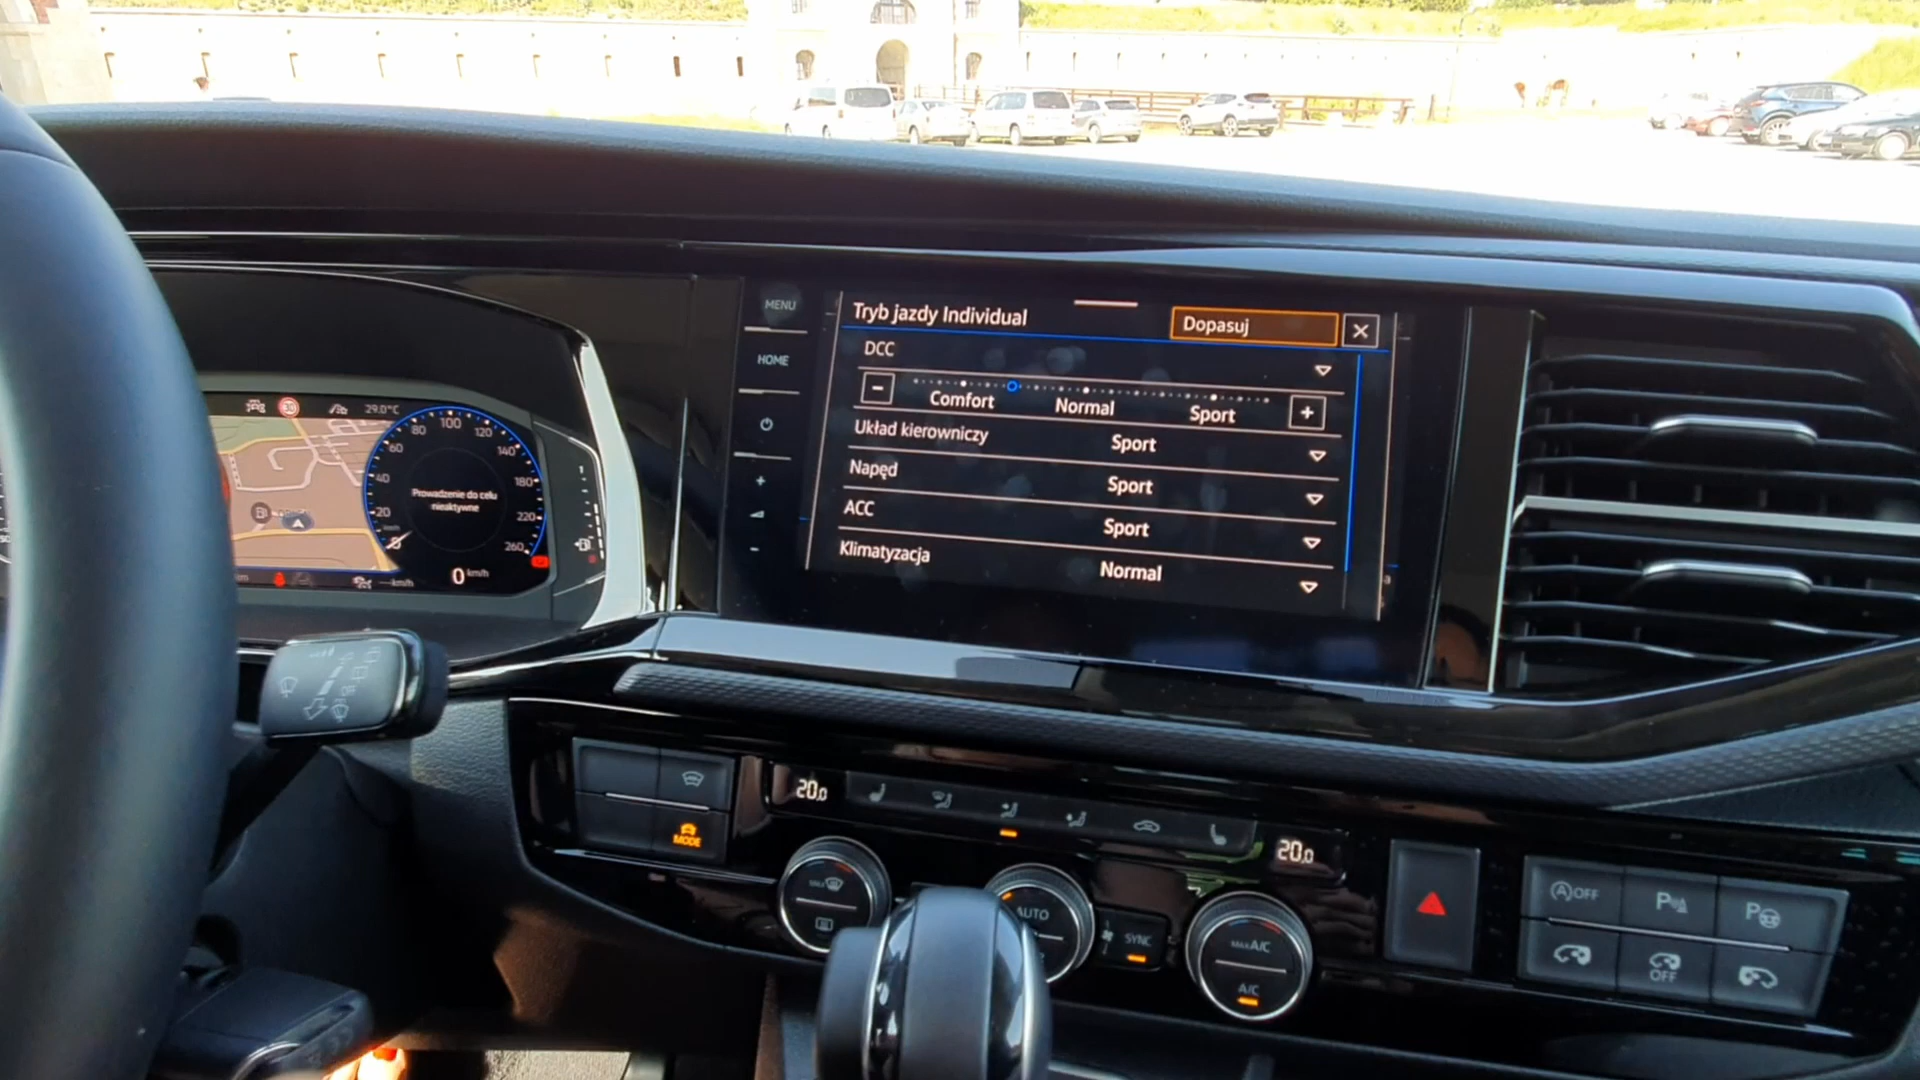 MENU
HOME
Tryb jazdy Individual
Dopasuj
DCC
Comfort Normal Sport
Układ kierowniczy Sport
Napęd Sport
ACC Sport
Klimatyzacja Normal
29.0°C
20
40
60
80
100
120
140
180
220
260
km/h
Prowadzenie do celu
nieaktywne
0 km/h
---km/h
MODE
20.0
20.0
AUTO
SYNC
MAX A/C
A/C
OFF
P
P
OFF